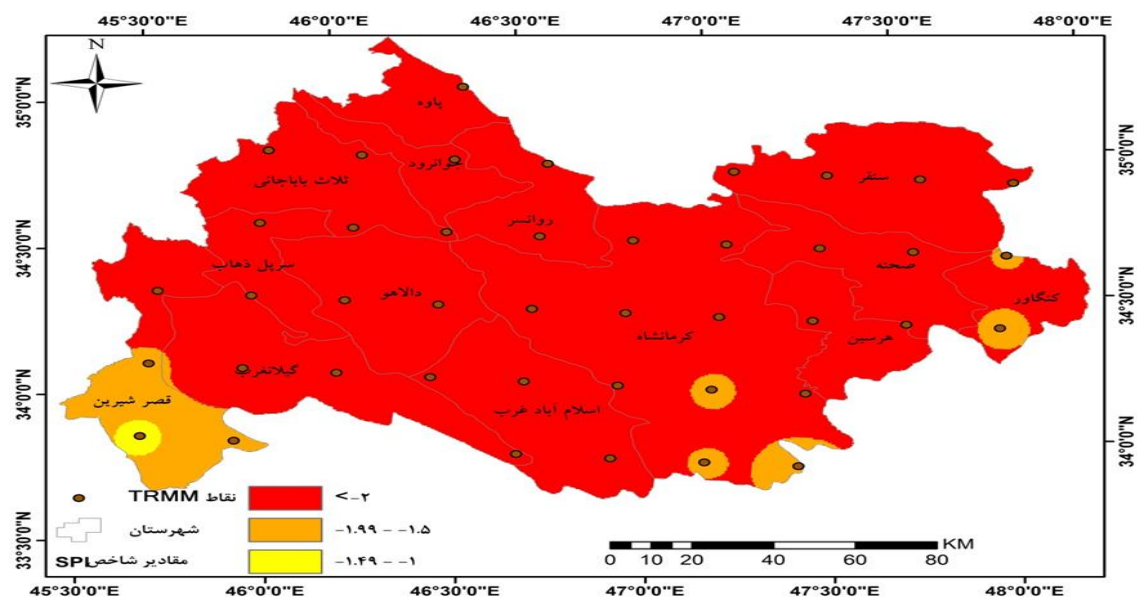 45°30'0"E 46°0'0"E 46°30'0"E 47°0'0"E 47°30'0"E 48°0'0"E
N
35°0'0"N
34°30'0"N
34°0'0"N
33°30'0"N
35°0'0"N
34°30'0"N
34°0'0"N
پاوه
جوانرود
ثلاث باباجانی
سنقر
روانسر
صحنه
سرپل ذهاب
دالاهو
کنگاور
کرمانشاه
هرسین
گیلانغرب
قصر شیرین
اسلام آباد غرب
نقاط TRMM
<-۲
شهرستان
-۱.۹۹ - -۱.۵
مقادیر شاخص SPI
-۱.۴۹ - -۱
KM
0 10 20 40 60 80
45°30'0"E 46°0'0"E 46°30'0"E 47°0'0"E 47°30'0"E 48°0'0"E